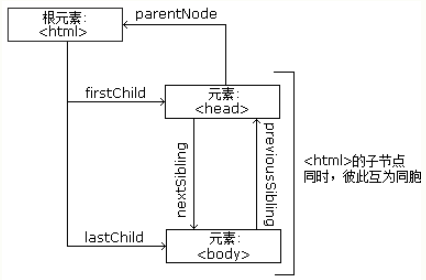 根元素:
<html>
parentNode
firstChild
元素:
<head>
nextSibling
previousSibling
<html>的子节点
同时，彼此互为同胞
lastChild
元素:
<body>